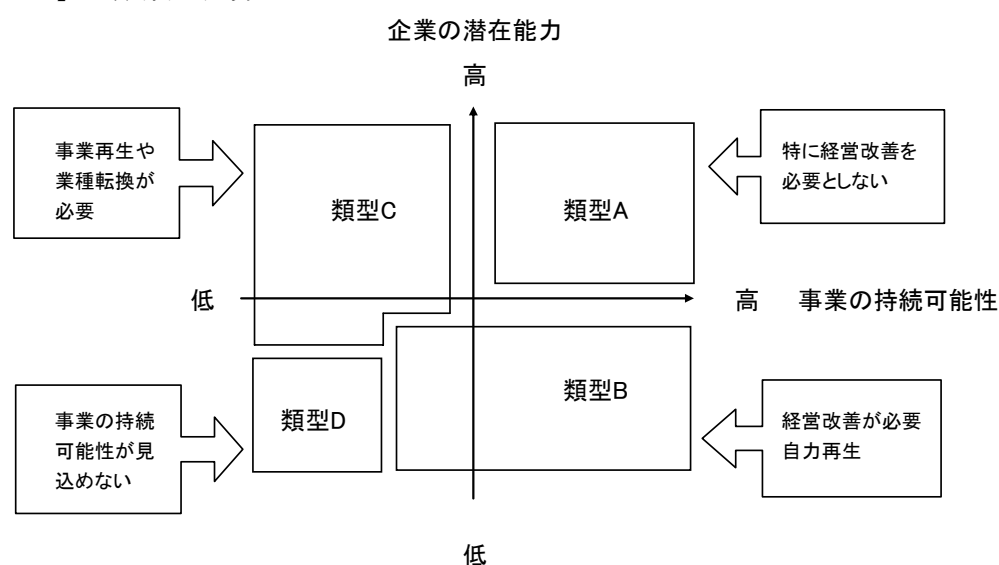 企業の潜在能力
高
事業再生や
業種転換が
必要
類型C
類型A
特に経営改善を
必要としない
低
高
事業の持続可能性
事業の持続
可能性が見
込めない
類型D
類型B
経営改善が必要
自力再生
低